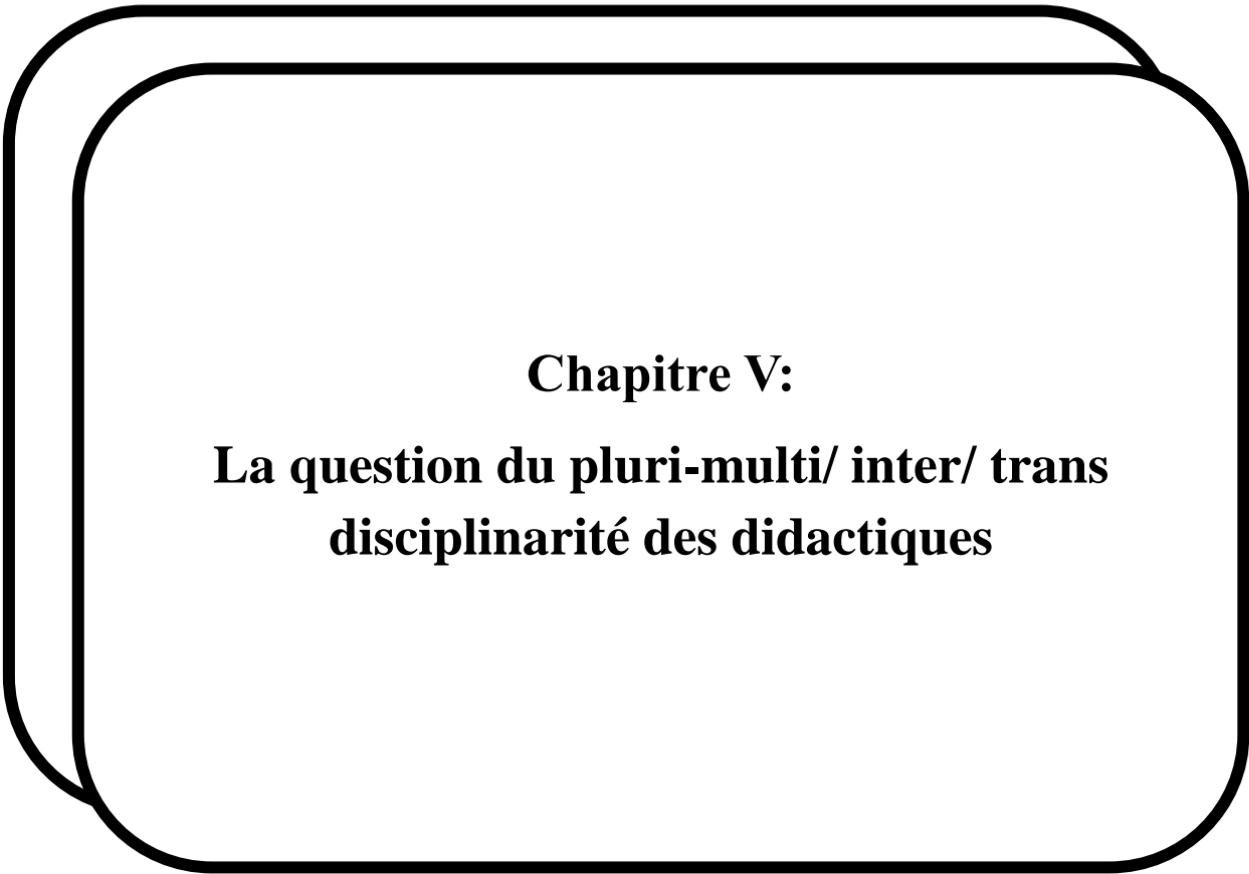 Chapitre V:
La question du pluri-multi/ inter/ trans
disciplinarité des didactiques